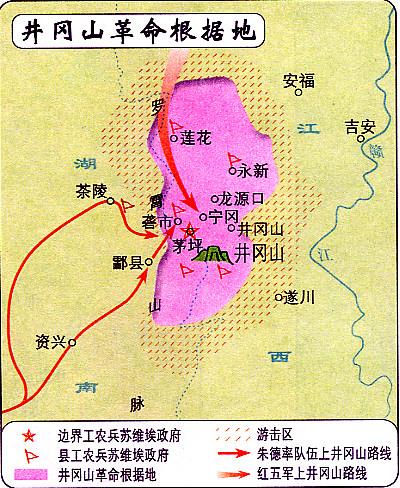 井冈山革命根据地
安福
吉安
罗
莲花
江
赣
湖
永新
茶陵
霄
龙源口
砻市
宁冈
井冈山
茅坪
江
酃县
井冈山
遂川
山
资兴
西
南
脉
边界工农兵苏维埃政府
游击区
县工农兵苏维埃政府
朱德率队伍上井冈山路线
井冈山革命根据地
红五军上井冈山路线